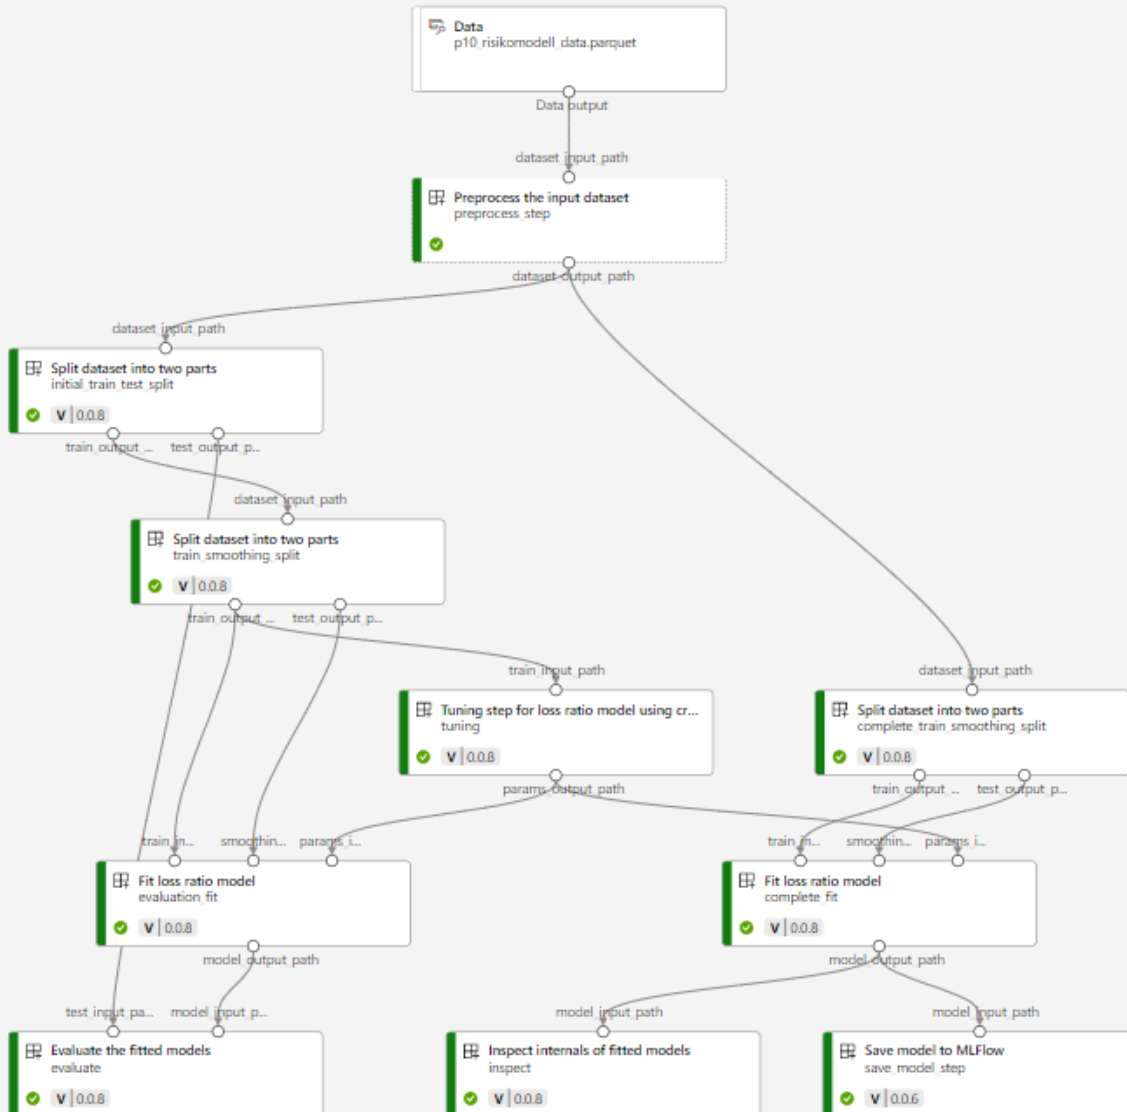 Data
p10_risikomodell_data.parquet
Data output
dataset_input_path
Preprocess the input dataset
preprocess_step
dataset_output_path
dataset_input_path
Split dataset into two parts
initial_train_test_split
V 0.0.8
train_output_... test_output_p...
dataset_input_path
Split dataset into two parts
train_smoothing_split
V 0.0.8
train_output_... test_output_p...
train_input_path dataset_input_path
Tuning step for loss ratio model using cr...
tuning
V 0.0.8
params_output_path
Split dataset into two parts
complete_train_smoothing_split
V 0.0.8
train_output_... test_output_p...
train_in... smoothin... params_i...
train_in... smoothin... params_i...
Fit loss ratio model
evaluation_fit
V 0.0.8
model_output_path
Fit loss ratio model
complete_fit
V 0.0.8
model_output_path
test_input_pa... model_input_p...
model_input_path
model_input_path
Evaluate the fitted models
evaluate
V 0.0.8
Inspect internals of fitted models
inspect
V 0.0.8
Save model to MLFlow
save_model_step
V 0.0.6